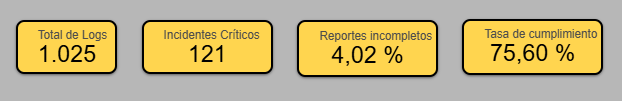 Total de Logs
1.025
Incidentes Críticos
121
Reportes incompletos
4,02 %
Tasa de cumplimiento
75,60 %